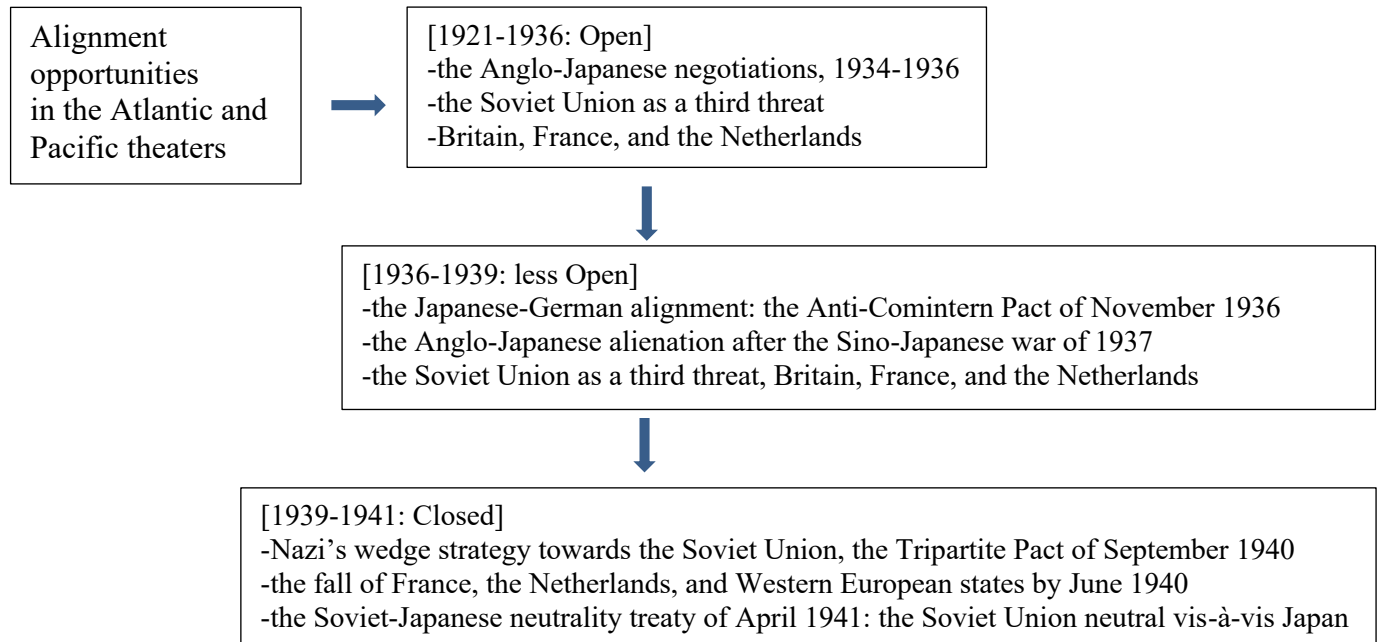 Alignment
opportunities
in the Atlantic and
Pacific theaters
[1921-1936: Open]
-the Anglo-Japanese negotiations, 1934-1936
-the Soviet Union as a third threat
-Britain, France, and the Netherlands
[1936-1939: less Open]
-the Japanese-German alignment: the Anti-Comintern Pact of November 1936
-the Anglo-Japanese alienation after the Sino-Japanese war of 1937
-the Soviet Union as a third threat, Britain, France, and the Netherlands
[1939-1941: Closed]
-Nazi’s wedge strategy towards the Soviet Union, the Tripartite Pact of September 1940
-the fall of France, the Netherlands, and Western European states by June 1940
-the Soviet-Japanese neutrality treaty of April 1941: the Soviet Union neutral vis-à-vis Japan